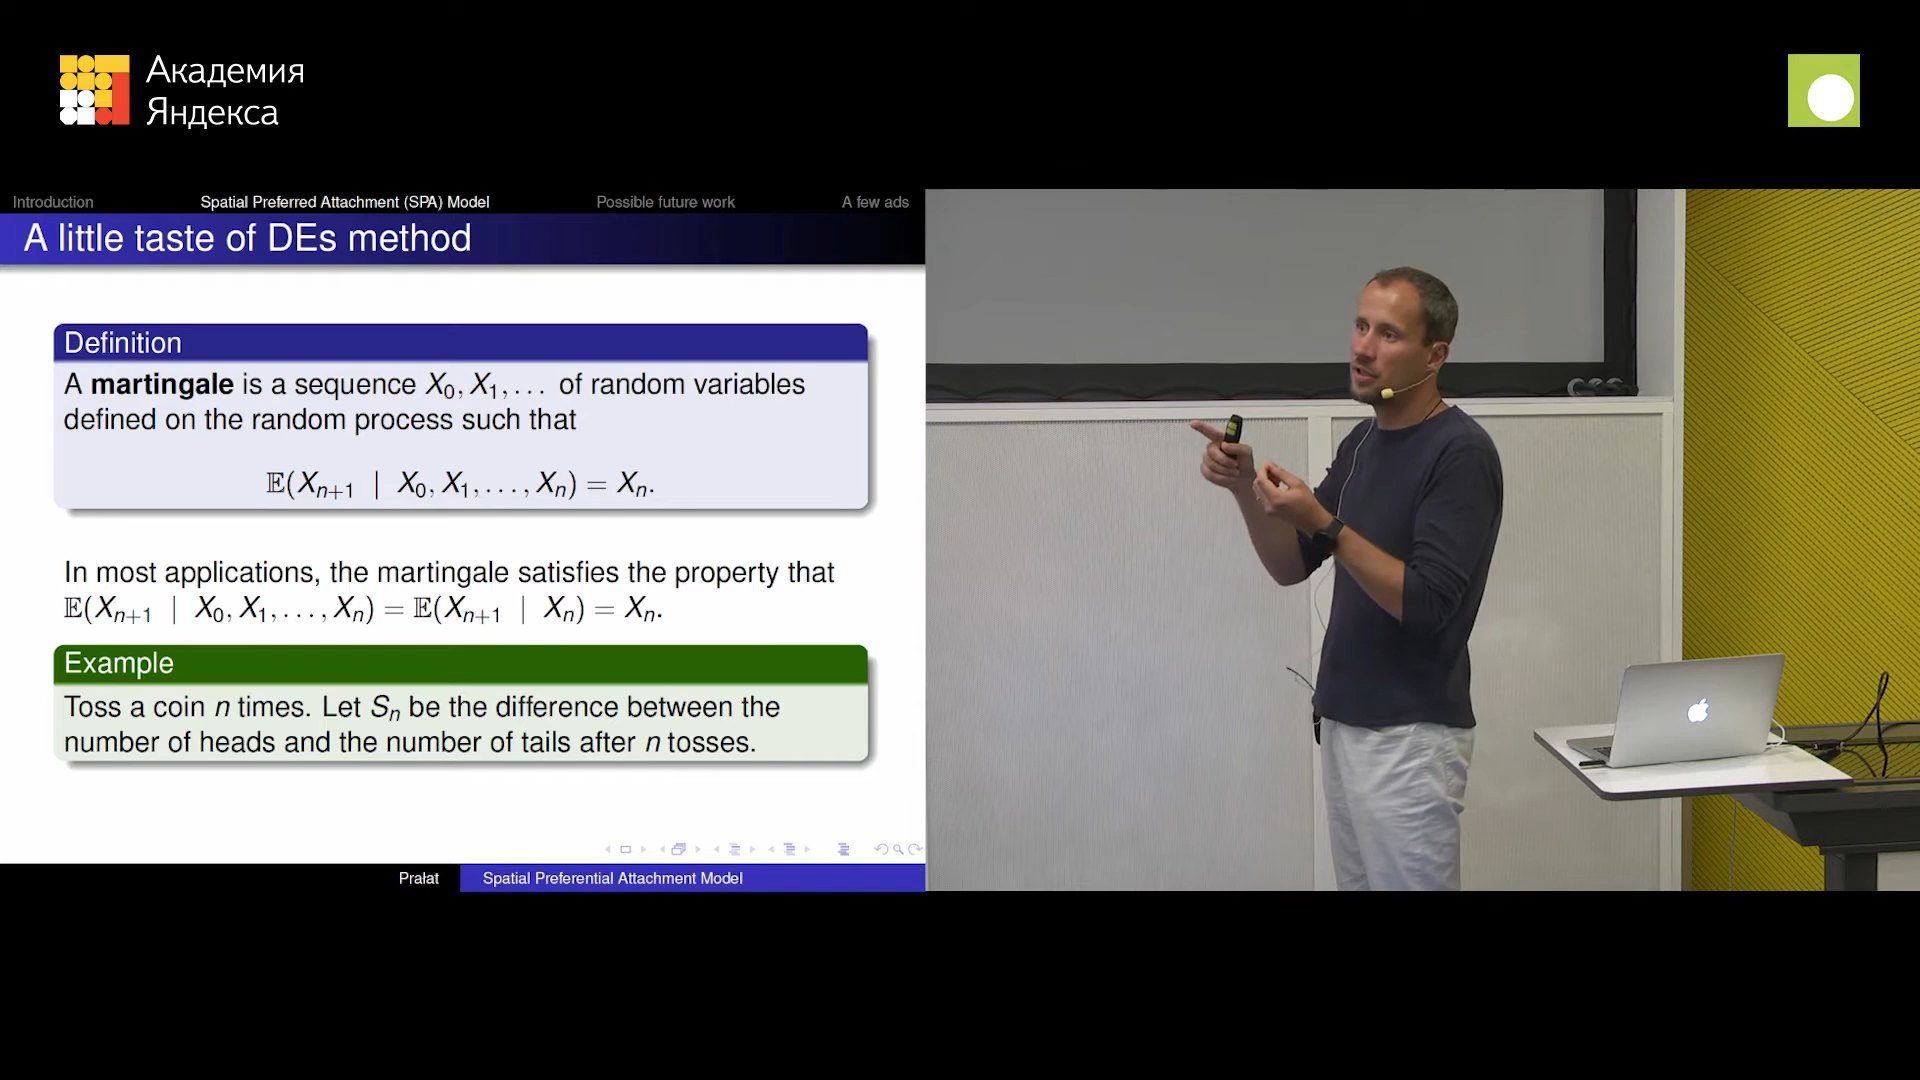 Академия
Яндекса
Introduction Spatial Preferred Attachment (SPA) Model Possible future work A few ads
A little taste of DEs method
Definition
A martingale is a sequence X₀, X₁, … of random variables
defined on the random process such that
𝔼(Xₙ₊₁ | X₀, X₁, …, Xₙ) = Xₙ.
In most applications, the martingale satisfies the property that
𝔼(Xₙ₊₁ | X₀, X₁, …, Xₙ) = 𝔼(Xₙ₊₁ | Xₙ) = Xₙ.
Example
Toss a coin n times. Let Sₙ be the difference between the
number of heads and the number of tails after n tosses.
Prałat Spatial Preferential Attachment Model